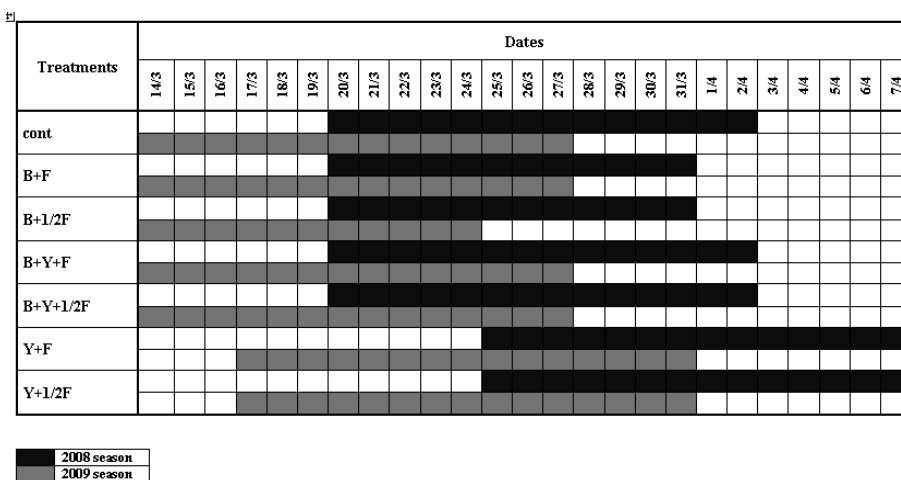 Dates
Treatments
14/3 15/3 16/3 17/3 18/3 19/3 20/3 21/3 22/3 23/3 24/3 25/3 26/3 27/3 28/3 29/3 30/3 31/3 1/4 2/4 3/4 4/4 5/4 6/4 7/4
cont
B+F
B+1/2F
B+Y+F
B+Y+1/2F
Y+F
Y+1/2F
2008 season
2009 season